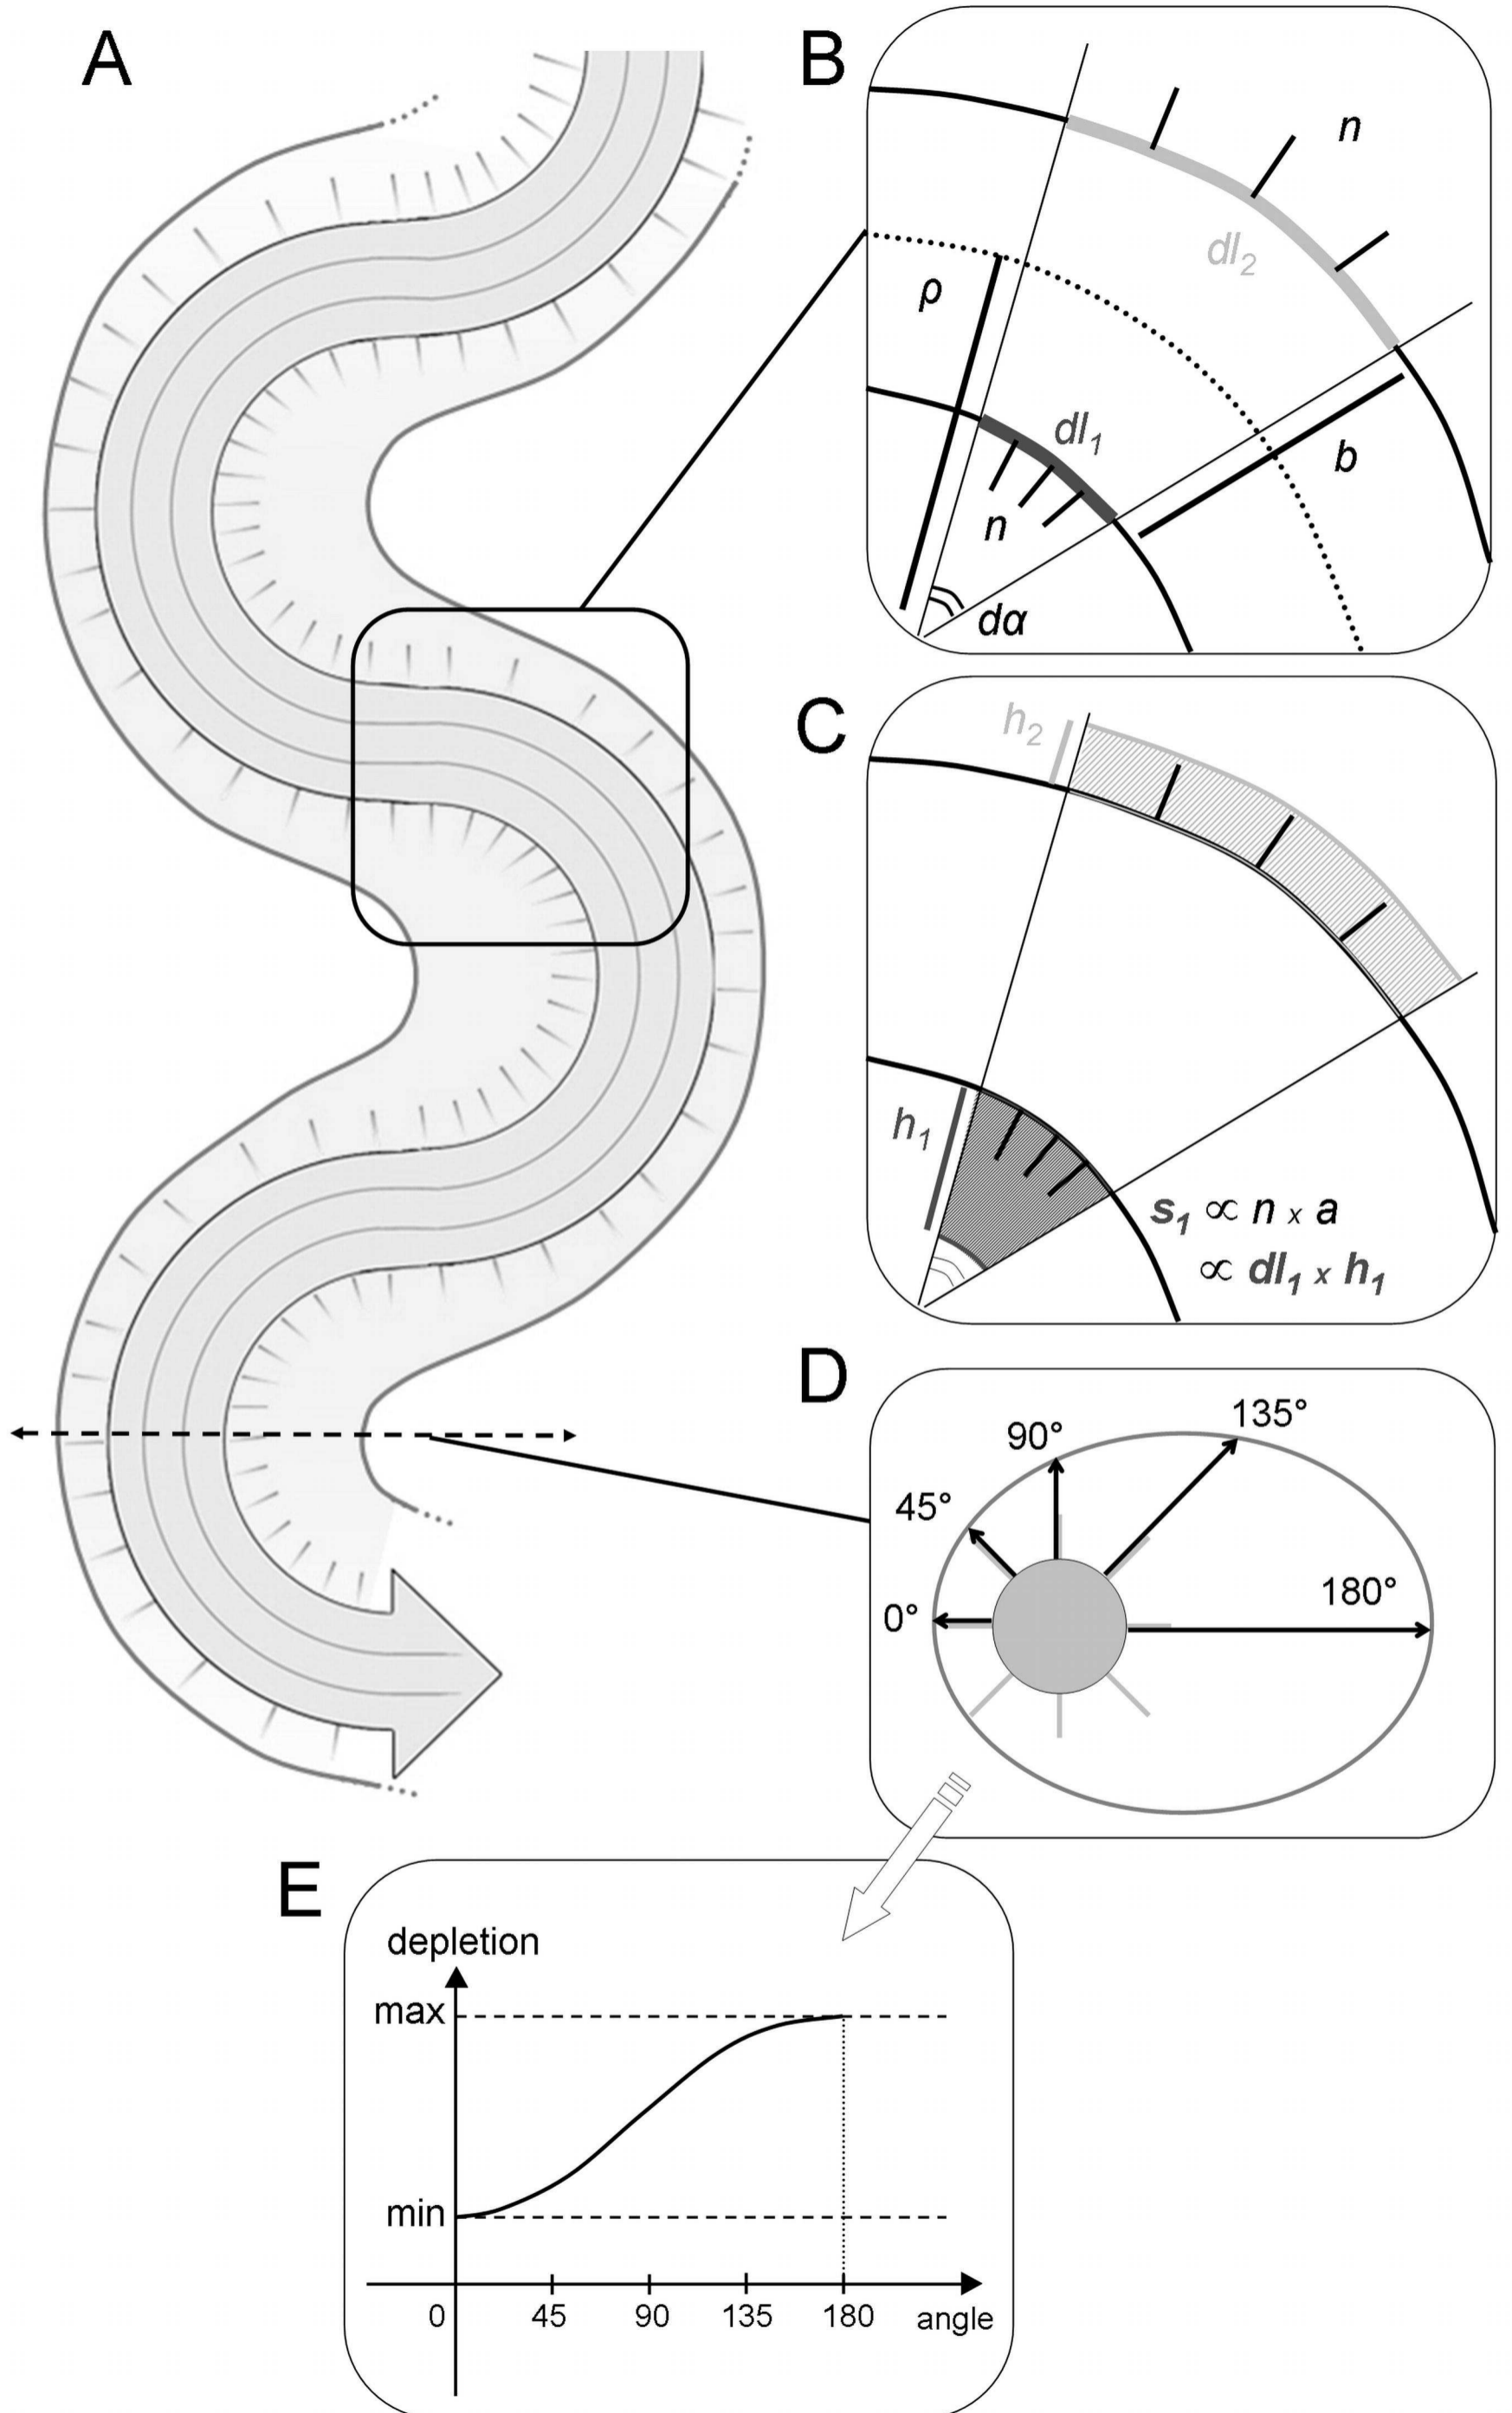 A
B
n
dl2
ρ
dl1
b
n
dα
C
h2
h1
s1 ∝ n x a
∝ dl1 x h1
D
135°
90°
45°
180°
0°
E
depletion
max
min
0 45 90 135 180 angle